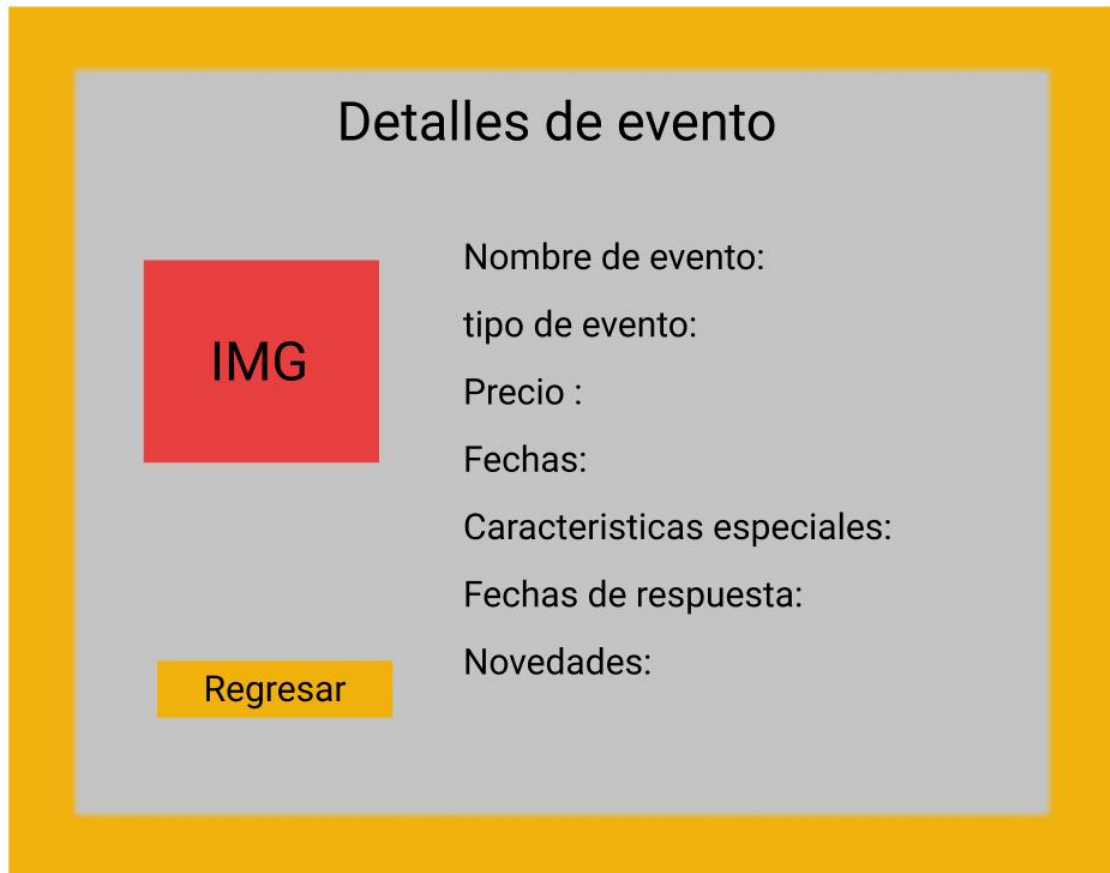 Detalles de evento
IMG
Nombre de evento:
tipo de evento:
Precio :
Fechas:
Caracteristicas especiales:
Fechas de respuesta:
Novedades:
Regresar